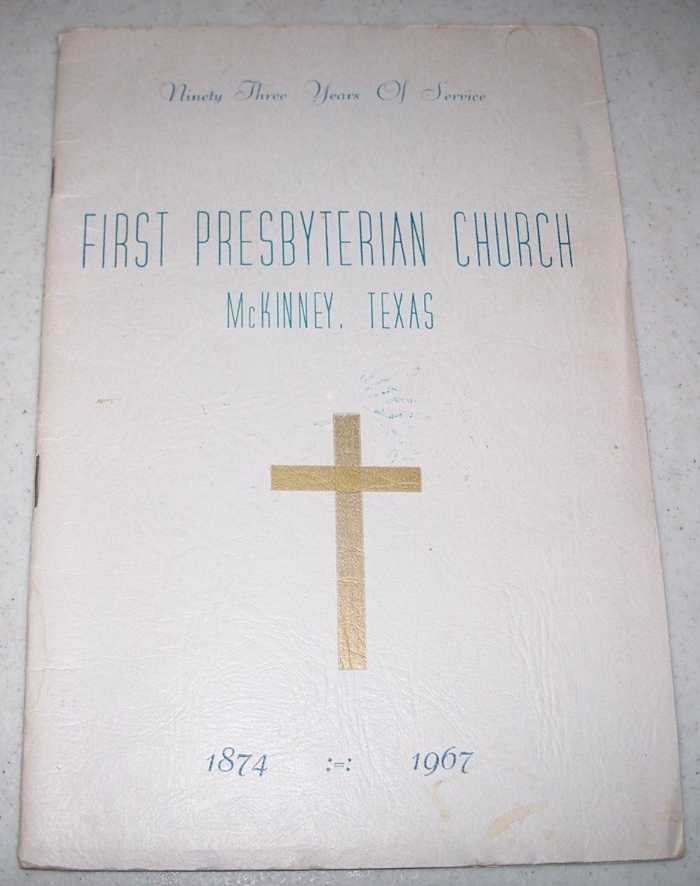 Ninety Three Years Of Service
FIRST PRESBYTERIAN CHURCH
McKINNEY, TEXAS
1874 :=: 1967